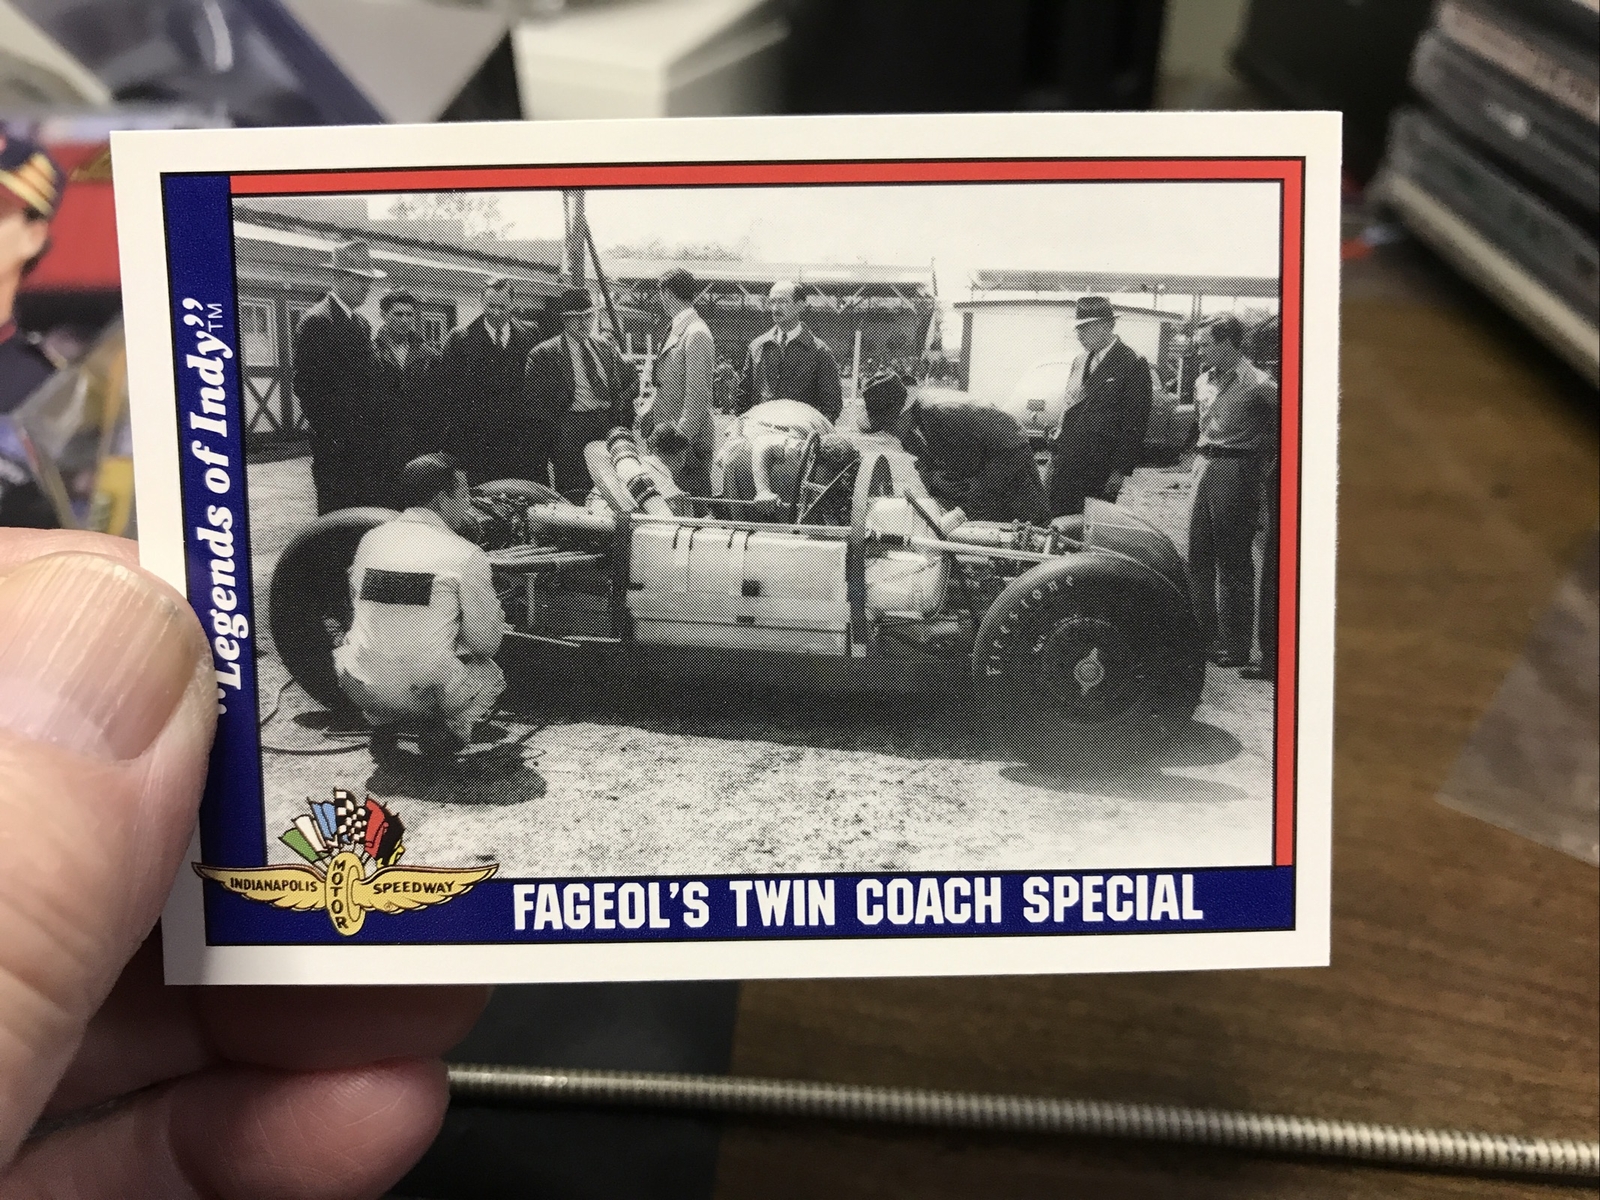 "Legends of Indy"™
Firestone
INDIANAPOLIS MOTOR SPEEDWAY
FAGEOL'S TWIN COACH SPECIAL